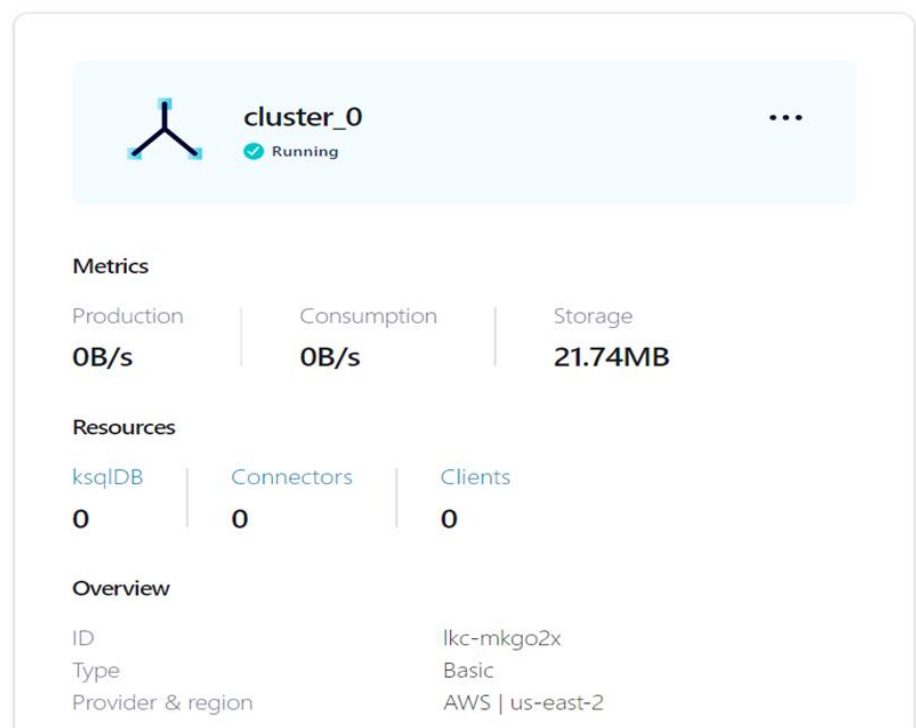 cluster_0
Running
Metrics
Production Consumption Storage
0B/s 0B/s 21.74MB
Resources
ksqlDB Connectors Clients
0 0 0
Overview
ID lkc-mkgo2x
Type Basic
Provider & region AWS | us-east-2